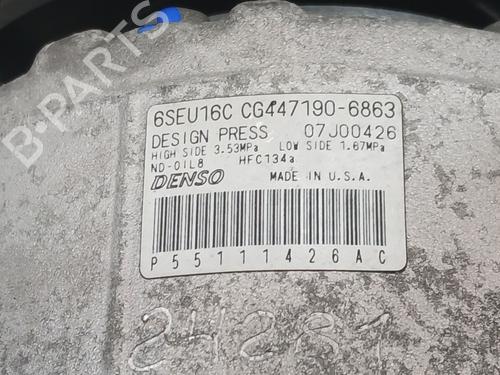 6SEU16C CG447190-6863
DESIGN PRESS 07J00426
HIGH SIDE 3.53MPa LOW SIDE 1.67MPa
ND-OIL8 HFC134a
DENSO MADE IN U.S.A.
P55111426AC
24281